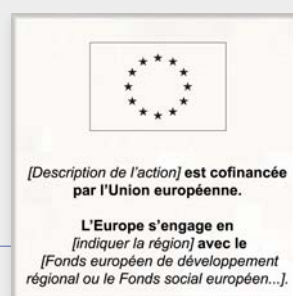 [Description de l'action] est cofinancée
par l'Union européenne.
L'Europe s'engage en
[indiquer la région] avec le
[Fonds européen de développement
régional ou le Fonds social européen...].